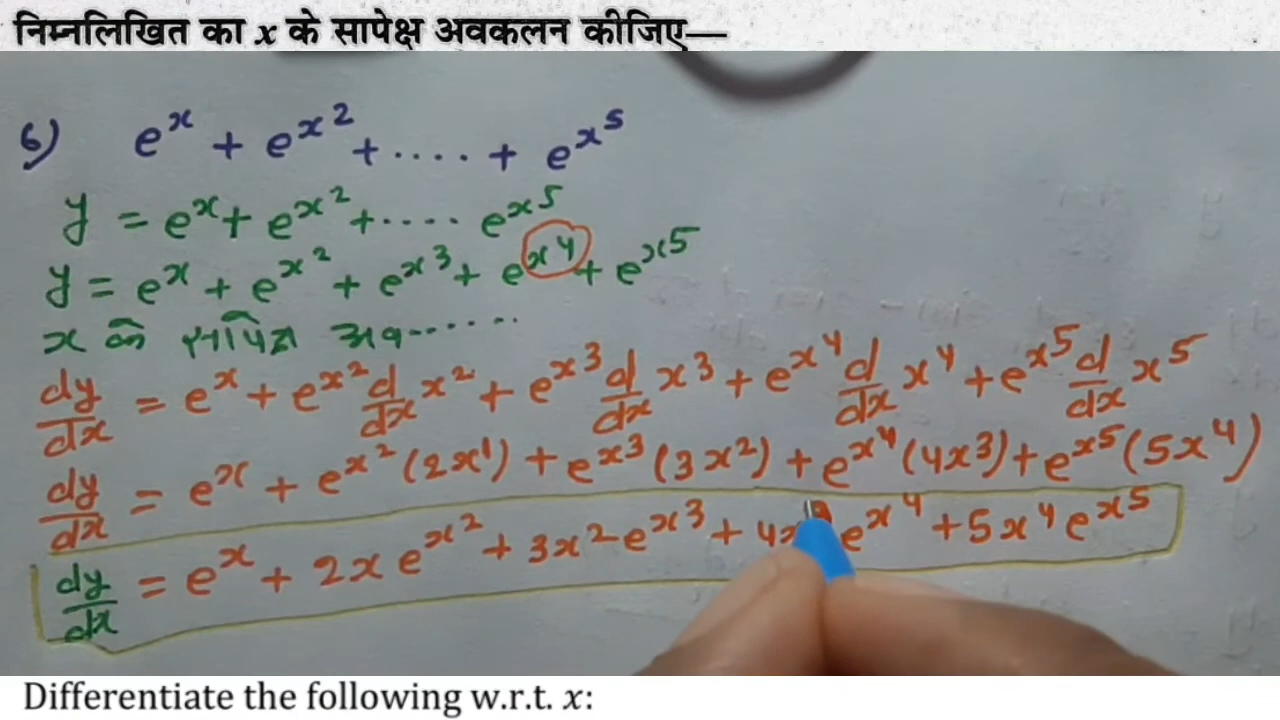 निम्नलिखित का x के सापेक्ष अवकलन कीजिए—
6) e^x + e^x^2 + .... + e^x^5
y = e^x + e^x^2 + .... e^x^5
y = e^x + e^x^2 + e^x^3 + e^x^4 + e^x^5
x के सापेक्ष अव......
dy/dx = e^x + e^x^2 d/dx x^2 + e^x^3 d/dx x^3 + e^x^4 d/dx x^4 + e^x^5 d/dx x^5
dy/dx = e^x + e^x^2 (2x^1) + e^x^3 (3x^2) + e^x^4 (4x^3) + e^x^5 (5x^4)
dy/dx = e^x + 2x e^x^2 + 3x^2 e^x^3 + 4x e^x^4 + 5x^4 e^x^5
Differentiate the following w.r.t. x: